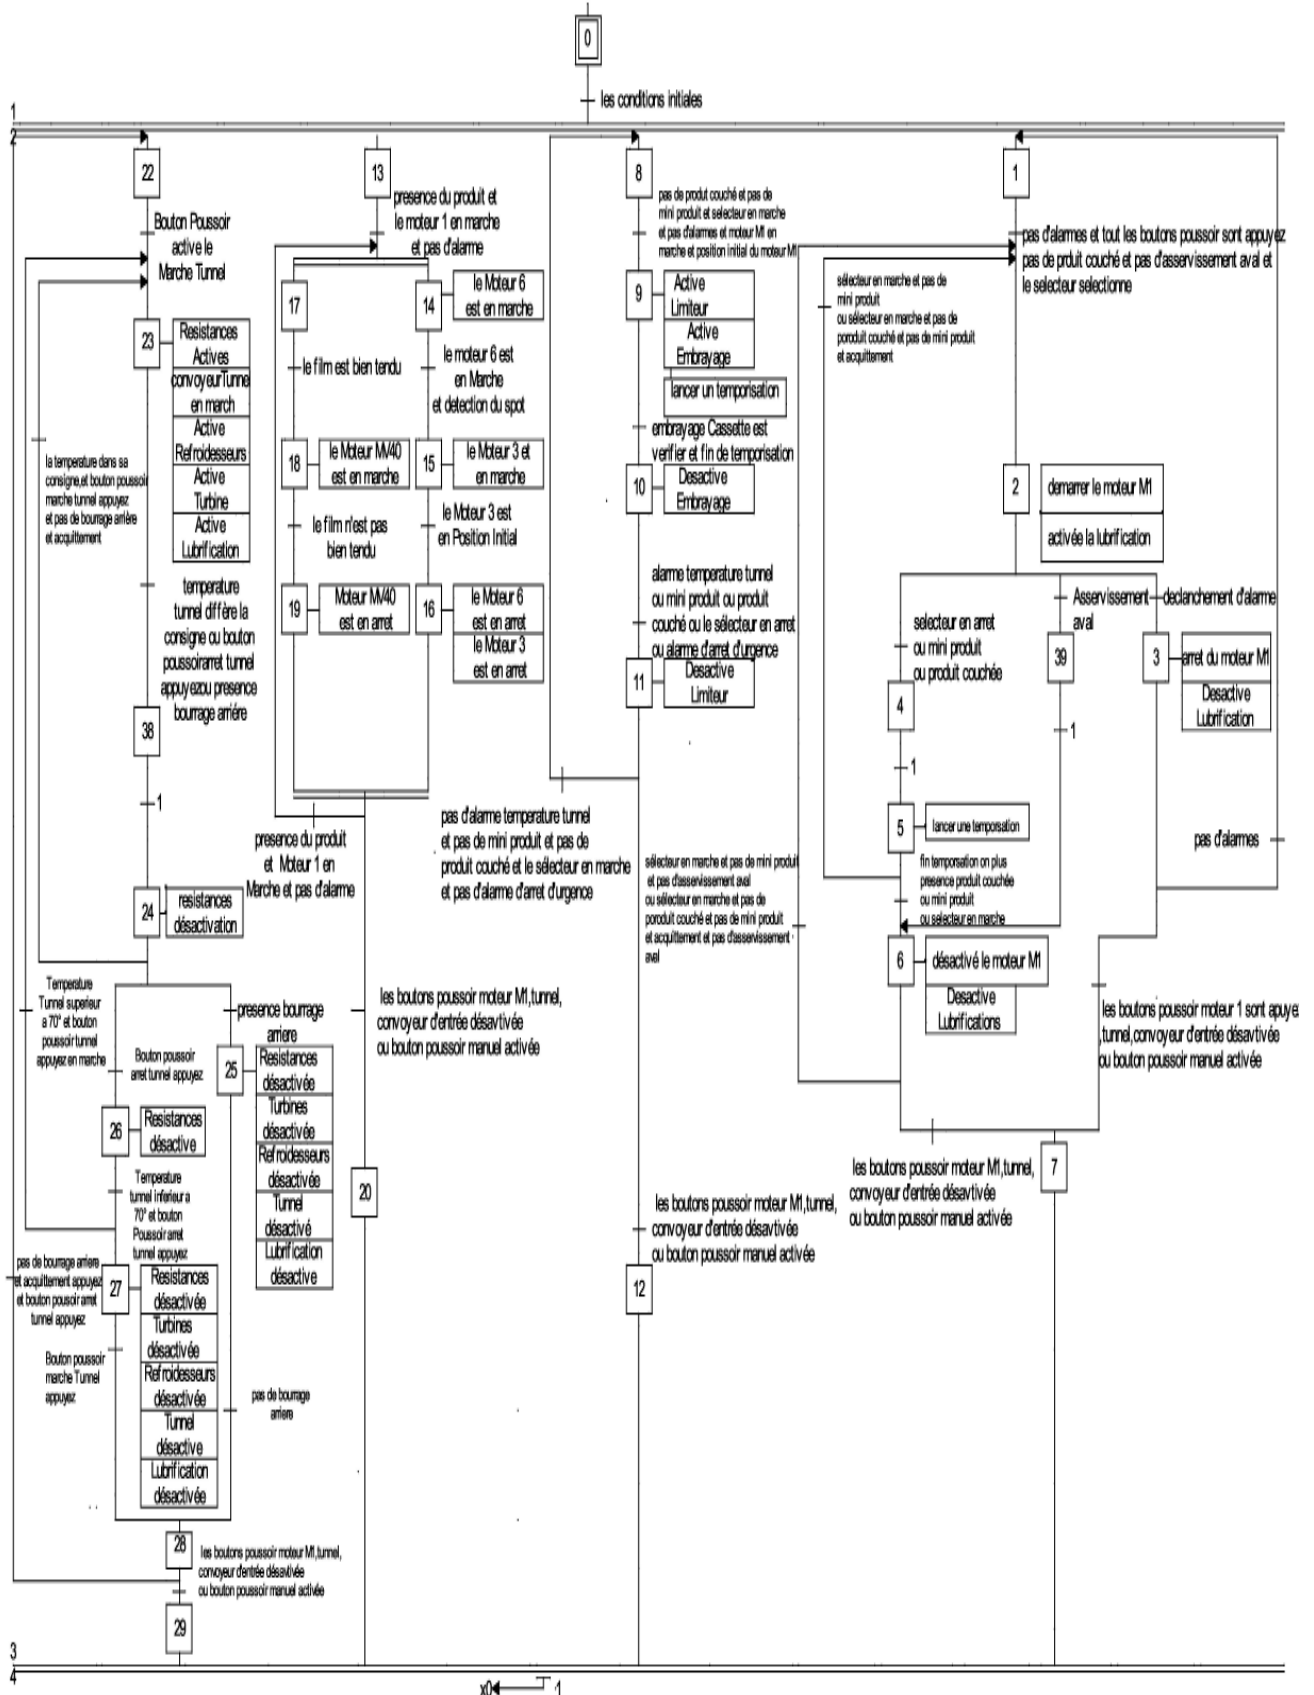 0
les conditions initiales
1
2
22
Bouton Poussoir
active le
Marche Tunnel
23
Resistances
Actives
convoyeurTunne
en march
Active
Refroidesseurs
Active
Turbine
Active
Lubrification
la temperature dans sa
consigne,et bouton poussoir
marche tunnel appuyez
et pas de bourrage arrière
et acquittement
temperature
tunnel diffère la
consigne ou bouton
poussoirarret tunnel
appuyezou presence
bourrage arriére
38
1
24
resistances
désactivation
Temperature
Tunnel superieur
a 70° et bouton
poussoir tunnel
appuyez en marche
Bouton poussoir
arret tunnel appuyez
presence bourrage
arriere
25
Resistances
désactivée
Turbines
désactivée
Refroidesseurs
désactivée
Tunnel
désactivé
Lubrification
désactive
26
Resistances
désactive
Temperature
tunnel inferieur a
70° et bouton
Poussoir arret
tunnel appuyez
pas de bourrage arriere
et acquittement appuyez
et bouton pousoir arret
tunnel appuyez
27
Resistances
désactivée
Turbines
désactivée
Refroidesseurs
désactivée
Tunnel
désactive
Lubrification
désactivée
Bouton poussoir
marche Tunnel
appuyez
pas de bourrage
arriere
28
les boutons poussoir moteur M1,tunnel,
convoyeur d'entrée désavtivée
ou bouton poussoir manuel activée
29
13
presence du produit et
le moteur 1 en marche
et pas d'alarme
17
14
le Moteur 6
est en marche
le film est bien tendu
le moteur 6 est
en Marche
et detection du spot
18
le Moteur MV40
est en marche
15
le Moteur 3 et
en marche
le film n'est pas
bien tendu
le Moteur 3 est
en Position Initial
19
Moteur MV40
est en arret
16
le Moteur 6
est en arret
le Moteur 3
est en arret
presence du produit
et Moteur 1 en
Marche et pas d'alarme
les boutons poussoir moteur M1,tunnel,
convoyeur d'entrée désavtivée
ou bouton poussoir manuel activée
20
8
pas de produt couché et pas de
mini produit et selecteur en marche
et pas d'alarmes et moteur M1 en
marche et position initial du moteur M1
9
Active
Limiteur
Active
Embrayage
lancer un temporisation
embrayage Cassette est
verifier et fin de temporisation
10
Desactive
Embrayage
alarme temperature tunnel
ou mini produit ou produit
couché ou le sélecteur en arret
ou alarme d'arret d'urgence
11
Desactive
Limiteur
pas d'alarme temperature tunnel
et pas de mini produit et pas de
produit couché et le sélecteur en marche
et pas d'alarme d'arret d'urgence
les boutons poussoir moteur M1,tunnel,
convoyeur d'entrée désavtivée
ou bouton poussoir manuel activée
12
1
pas d'alarmes et tout les boutons poussoir sont appuyez
pas de prduit couché et pas d'asservissement aval et
le selecteur selectionne
sélecteur en marche et pas de
mini produit
ou sélecteur en marche et pas de
poroduit couché et pas de mini produit
et acquittement
2
demarrer le moteur M1
activée la lubrification
selecteur en arret
ou mini produit
ou produit couchée
Asservissement
aval
declanchement d'alarme
39
3
arret du moteur M1
Desactive
Lubrification
4
1
1
5
lancer une temporsation
pas d'alarmes
fin temporsation on plus
presence produit couchée
ou mini produit
ou selecteur en marche
sélecteur en marche et pas de mini produit
et pas d'asservissement aval
ou sélecteur en marche et pas de
poroduit couché et pas de mini produit
et acquittement et pas d'asservissement
aval
6
désactivé le moteur M1
Desactive
Lubrifications
les boutons poussoir moteur 1 sont apuye
,tunnel,convoyeur d'entrée désavtivée
ou bouton poussoir manuel activée
les boutons poussoir moteur M1,tunnel,
convoyeur d'entrée désavtivée
ou bouton poussoir manuel activée
7
3
4
x0
1